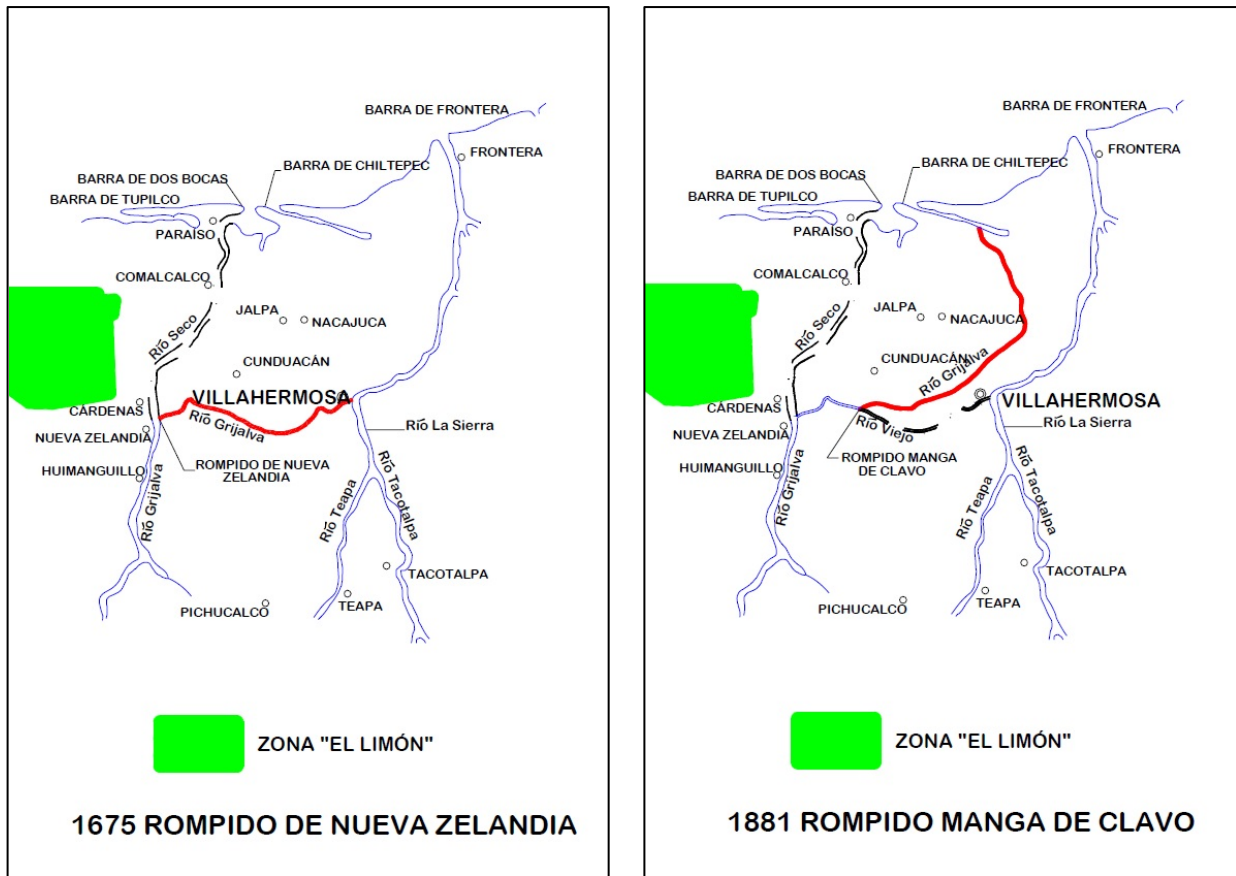 BARRA DE FRONTERA
FRONTERA
BARRA DE CHILTEPEC
BARRA DE DOS BOCAS
BARRA DE TUPILCO
PARAÍSO
COMALCALCO
JALPA
NACAJUCA
Río Seco
CUNDUACÁN
VILLAHERMOSA
CÁRDENAS
Río Grijalva
Río La Sierra
NUEVA ZELANDIA
ROMPIDO DE NUEVA
ZELANDIA
HUIMANGUILLO
Río Grijalva
Río Teapa
Río Tacotalpa
TACOTALPA
TEAPA
PICHUCALCO
ZONA "EL LIMÓN"
1675 ROMPIDO DE NUEVA ZELANDIA
BARRA DE FRONTERA
FRONTERA
BARRA DE CHILTEPEC
BARRA DE DOS BOCAS
BARRA DE TUPILCO
PARAÍSO
COMALCALCO
JALPA
NACAJUCA
Río Seco
CUNDUACÁN
Río Grijalva
VILLAHERMOSA
CÁRDENAS
Río Viejo
Río La Sierra
NUEVA ZELANDIA
ROMPIDO MANGA
DE CLAVO
HUIMANGUILLO
Río Grijalva
Río Teapa
Río Tacotalpa
TACOTALPA
TEAPA
PICHUCALCO
ZONA "EL LIMÓN"
1881 ROMPIDO MANGA DE CLAVO